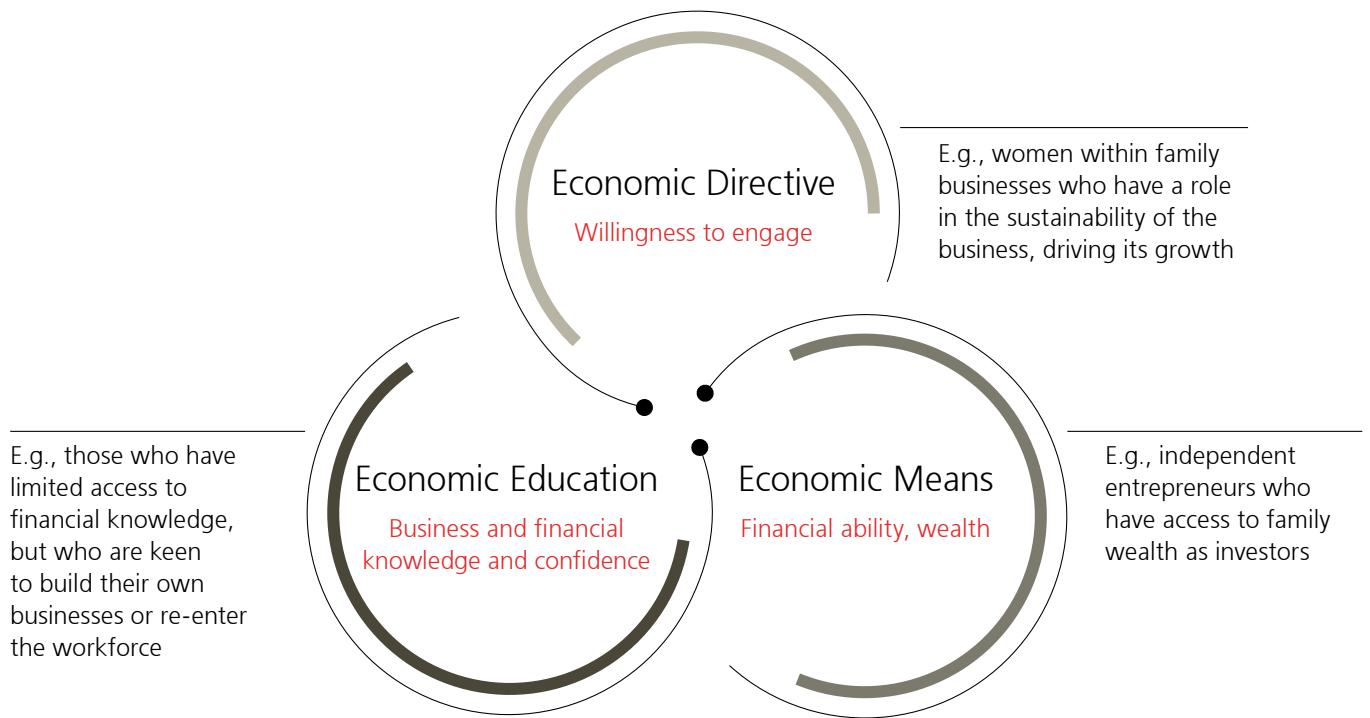 Economic Directive
Willingness to engage
E.g., women within family
businesses who have a role
in the sustainability of the
business, driving its growth
E.g., those who have
limited access to
financial knowledge,
but who are keen
to build their own
businesses or re-enter
the workforce
Economic Education
Business and financial
knowledge and confidence
Economic Means
Financial ability, wealth
E.g., independent
entrepreneurs who
have access to family
wealth as investors